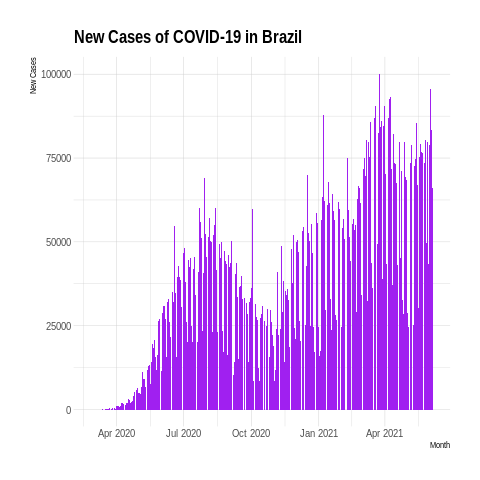 New Cases of COVID-19 in Brazil
New Cases
100000
75000
50000
25000
0
Apr 2020 Jul 2020 Oct 2020 Jan 2021 Apr 2021
Month